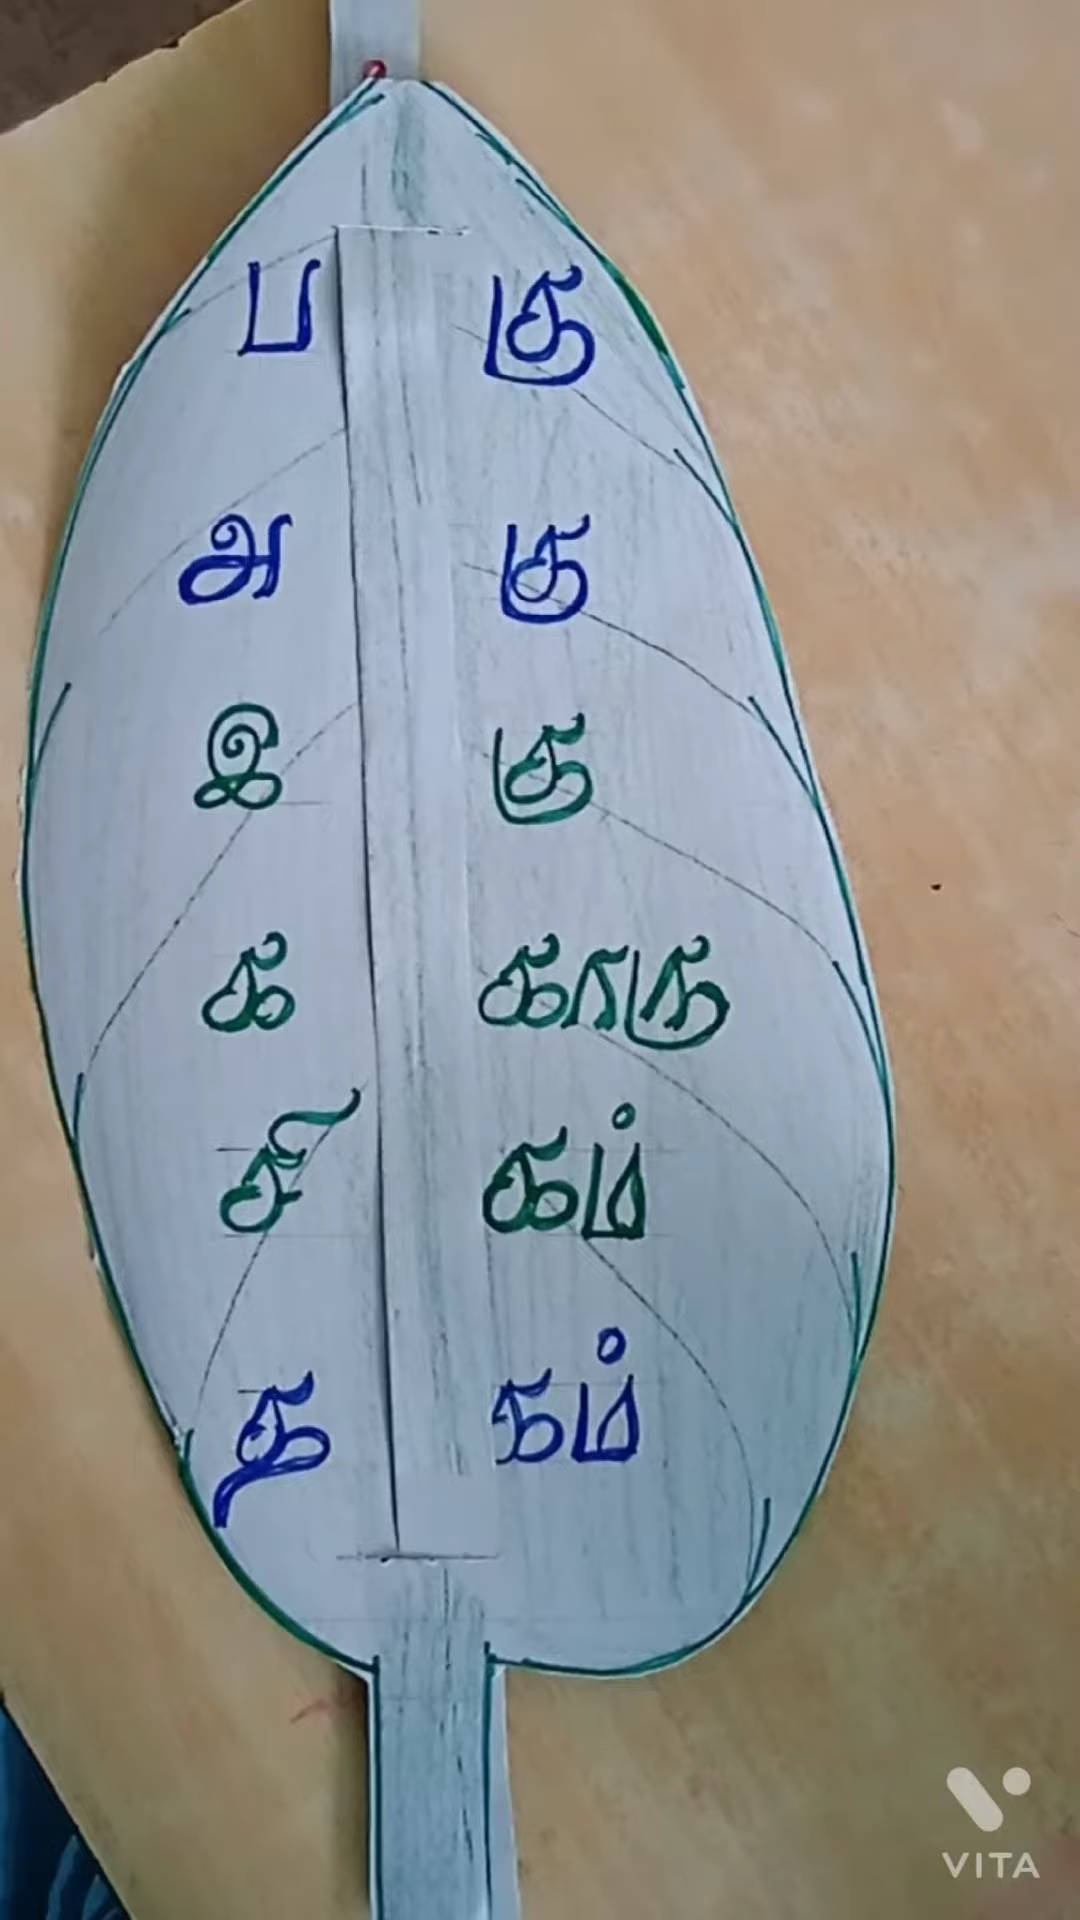 ப கு
அ கு
இ கு
க காரு
சி கம்
த கம்
VITA